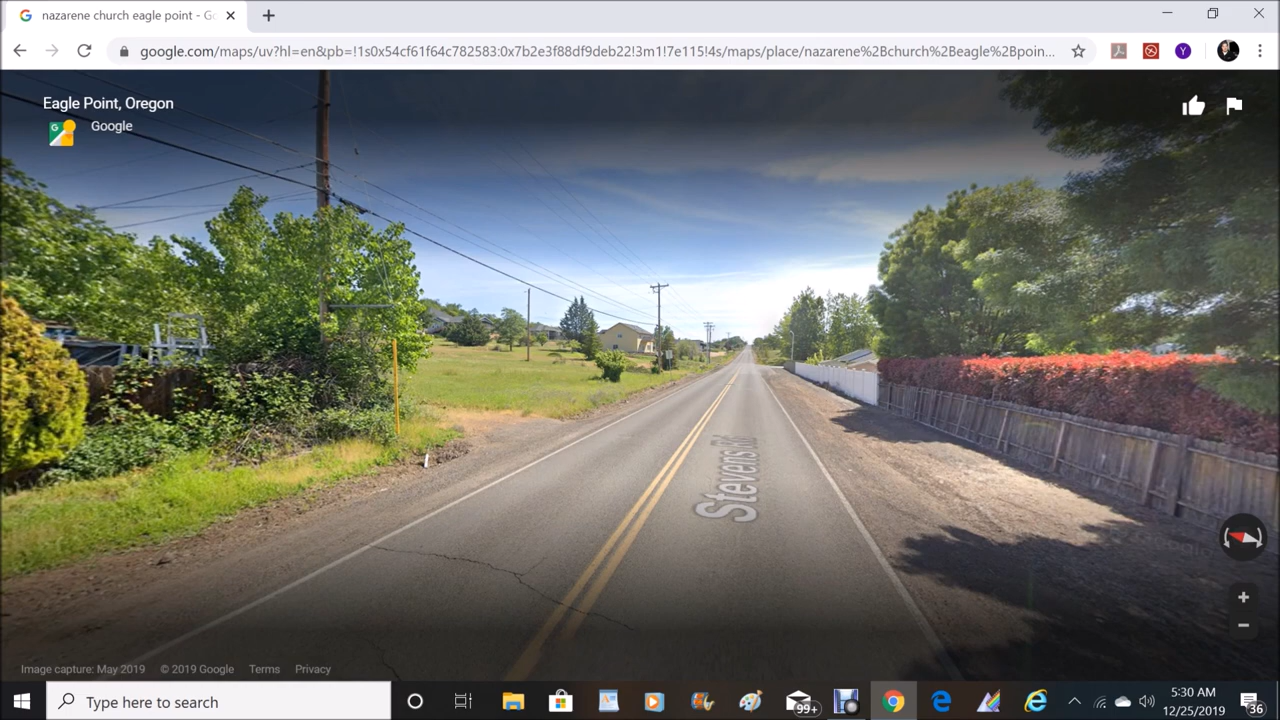 nazarene church eagle point - Go
google.com/maps/uv?hl=en&pb=!1s0x54cf61f64c782583:0x7b2e3f88df9deb22!3m1!7e115!4s/maps/place/nazarene%2Bchurch%2Beagle%2Bpoin...
Y
Eagle Point, Oregon
Google
Stevens Rd
Image capture: May 2019 © 2019 Google Terms Privacy
Type here to search
99+
5:30 AM
12/25/2019
36